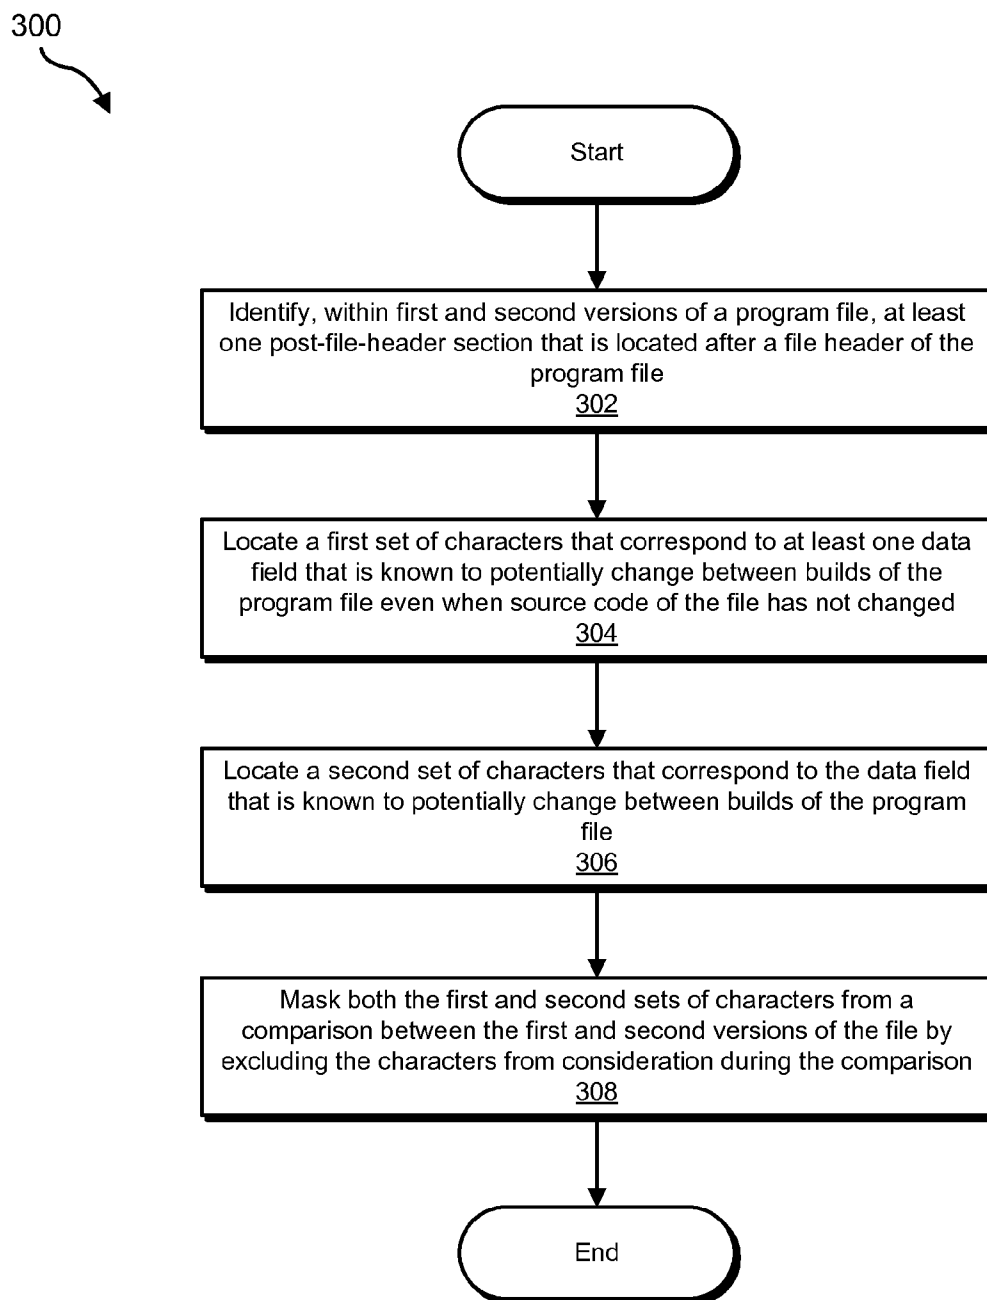 300
Start
Identify, within first and second versions of a program file, at least
one post-file-header section that is located after a file header of the
program file
302
Locate a first set of characters that correspond to at least one data
field that is known to potentially change between builds of the
program file even when source code of the file has not changed
304
Locate a second set of characters that correspond to the data field
that is known to potentially change between builds of the program
file
306
Mask both the first and second sets of characters from a
comparison between the first and second versions of the file by
excluding the characters from consideration during the comparison
308
End